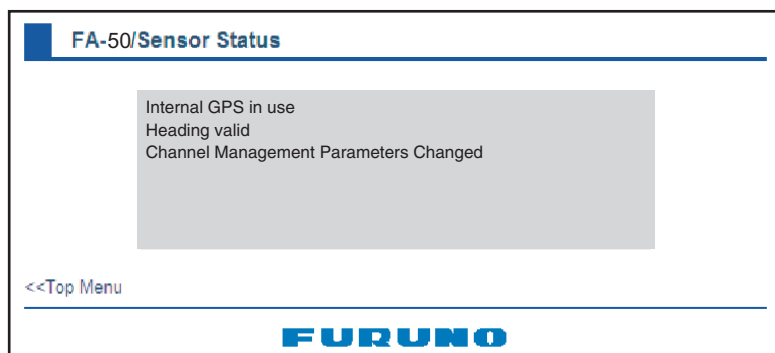 FA-50/Sensor Status
Internal GPS in use
Heading valid
Channel Management Parameters Changed
<<Top Menu
FURUNO